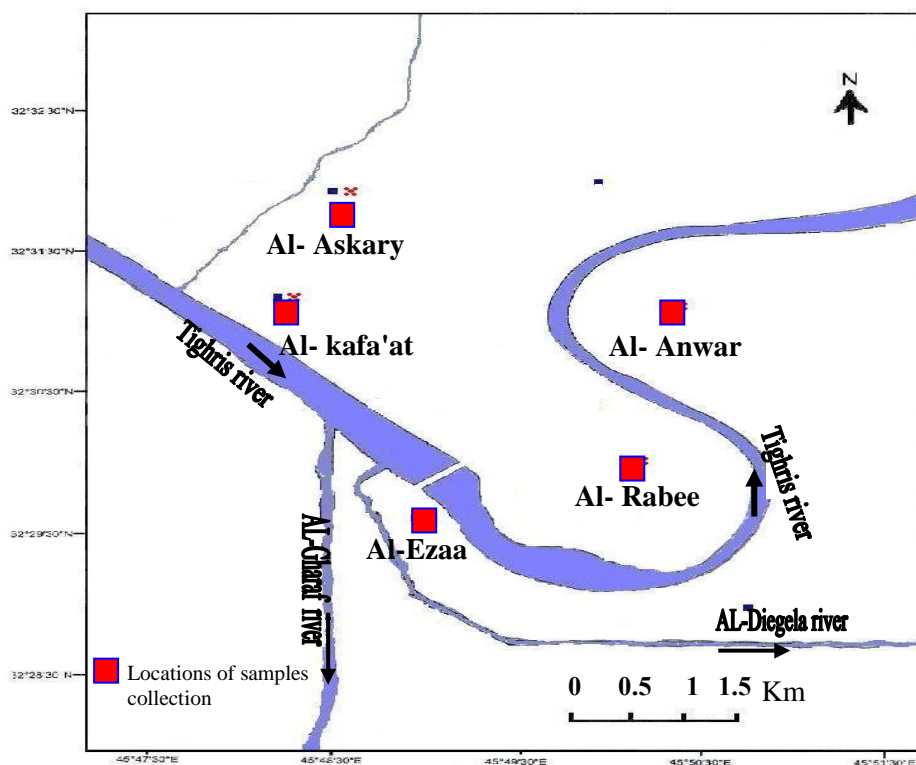 N
32°32'30"N
Al- Askary
32°31'30"N
Al- kafa'at
Tighris river
Al- Anwar
32°30'30"N
Tighris river
Al- Rabee
32°29'30"N
Al-Ezaa
AL-Gharaf river
AL-Diegela river
32°28'30"N
Locations of samples
collection
0 0.5 1 1.5 Km
45°47'30"E 45°48'30"E 45°49'30"E 45°50'30"E 45°51'30"E